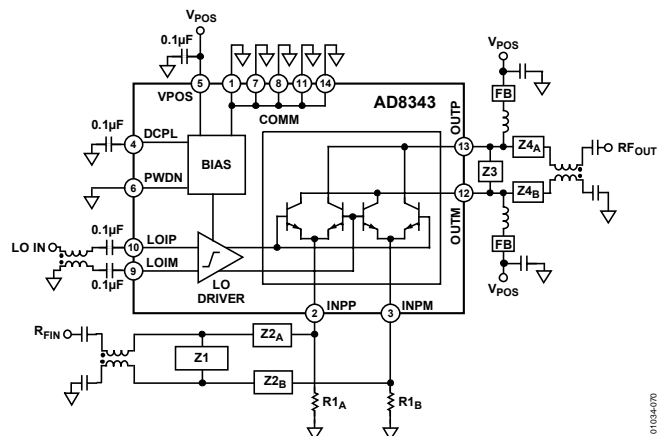 VPOS
0.1µF
5
VPOS
1
7
8
11
14
COMM
AD8343
0.1µF
4
DCPL
BIAS
6
PWDN
LO IN
0.1µF
10
LOIP
9
LOIM
0.1µF
LO
DRIVER
OUTP
13
12
OUTM
VPOS
FB
Z4A
Z3
Z4B
RFOUT
FB
VPOS
INPP
2
3
INPM
RFIN
Z1
Z2A
Z2B
R1A
R1B
01034-070